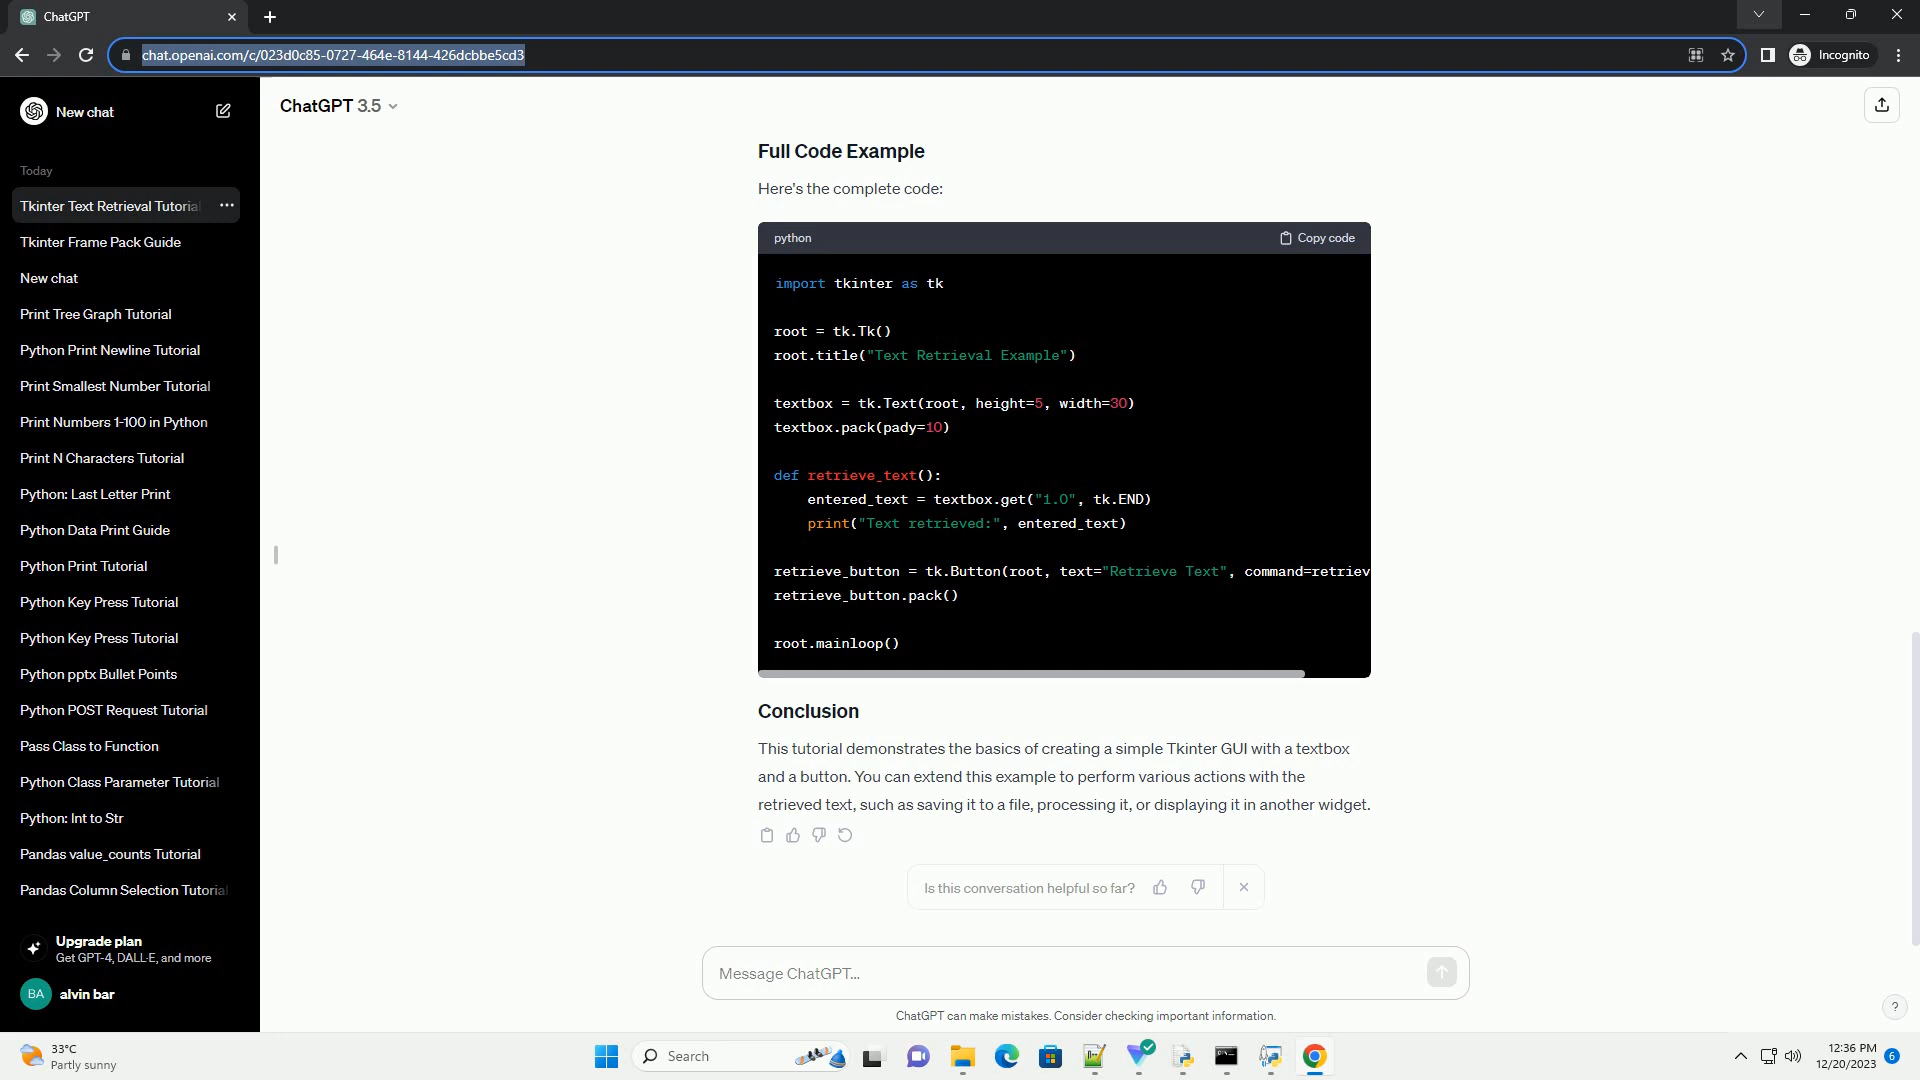 ChatGPT
chat.openai.com/c/023d0c85-0727-464e-8144-426dcbbe5cd3
Incognito
New chat
ChatGPT 3.5
Today
Tkinter Text Retrieval Tutorial
Tkinter Frame Pack Guide
New chat
Print Tree Graph Tutorial
Python Print Newline Tutorial
Print Smallest Number Tutorial
Print Numbers 1-100 in Python
Print N Characters Tutorial
Python: Last Letter Print
Python Data Print Guide
Python Print Tutorial
Python Key Press Tutorial
Python Key Press Tutorial
Python pptx Bullet Points
Python POST Request Tutorial
Pass Class to Function
Python Class Parameter Tutorial
Python: Int to Str
Pandas value_counts Tutorial
Pandas Column Selection Tutorial
Upgrade plan
Get GPT-4, DALL·E, and more
BA alvin bar
Full Code Example
Here's the complete code:
python
Copy code
import tkinter as tk
root = tk.Tk()
root.title("Text Retrieval Example")
textbox = tk.Text(root, height=5, width=30)
textbox.pack(pady=10)
def retrieve_text():
    entered_text = textbox.get("1.0", tk.END)
    print("Text retrieved:", entered_text)
retrieve_button = tk.Button(root, text="Retrieve Text", command=retriev
retrieve_button.pack()
root.mainloop()
Conclusion
This tutorial demonstrates the basics of creating a simple Tkinter GUI with a textbox
and a button. You can extend this example to perform various actions with the
retrieved text, such as saving it to a file, processing it, or displaying it in another widget.
Is this conversation helpful so far?
Message ChatGPT...
ChatGPT can make mistakes. Consider checking important information.
?
33°C
Partly sunny
Search
12:36 PM
12/20/2023
6